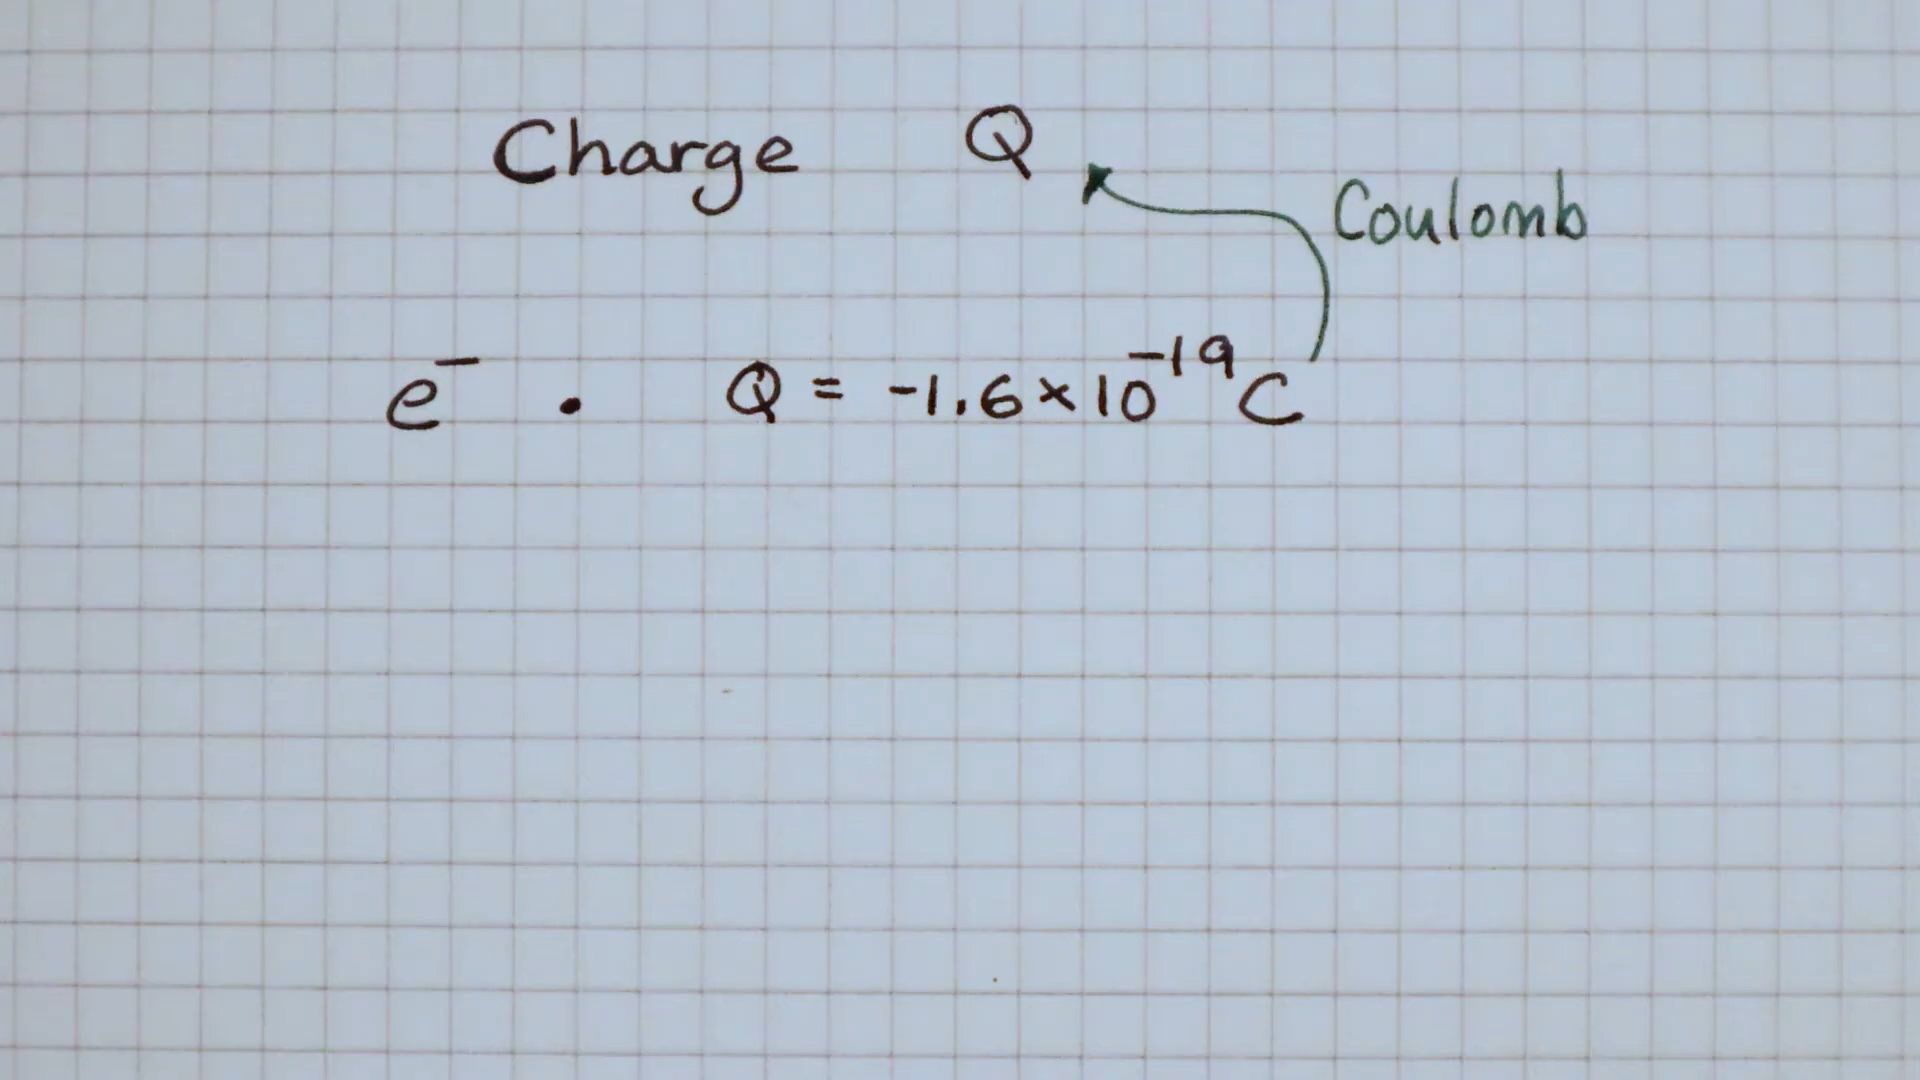 Charge Q
Coulomb
e⁻ • Q = -1.6 × 10⁻¹⁹ C